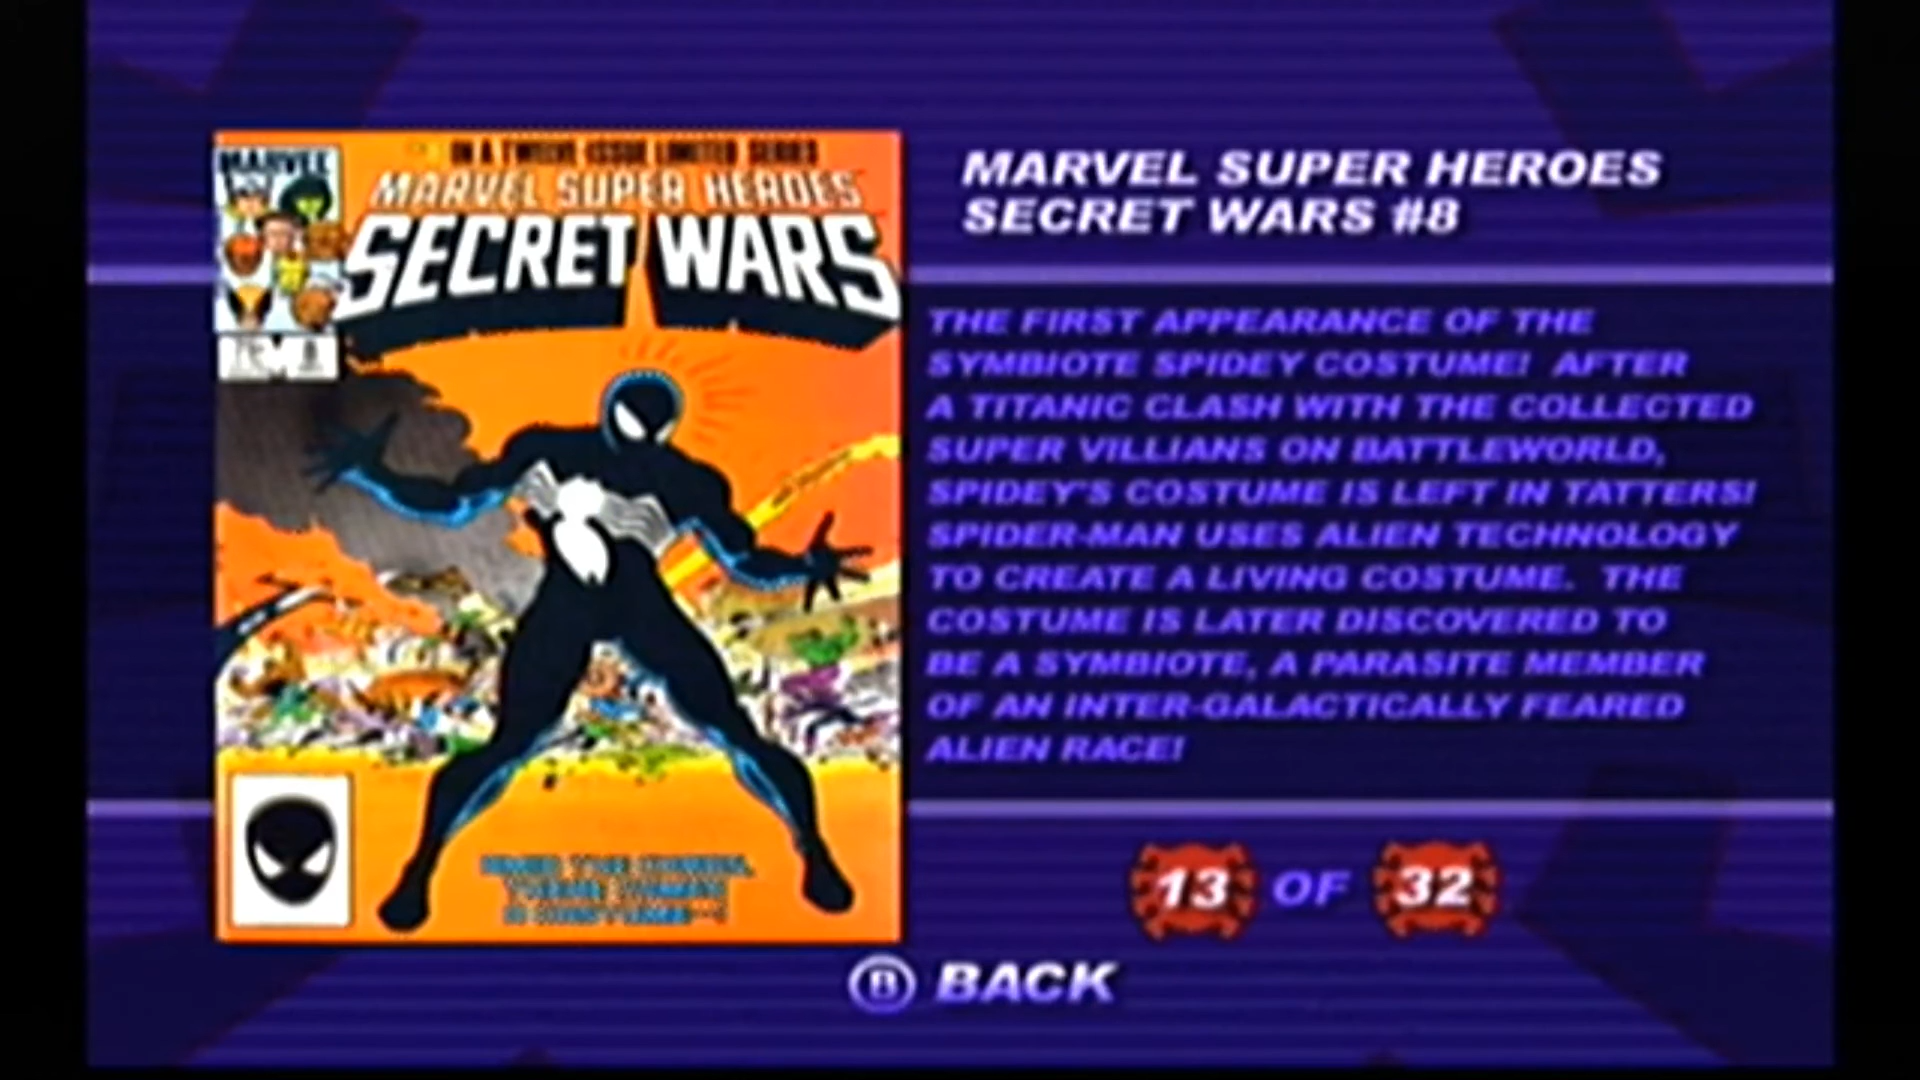 IN A TWELVE ISSUE LIMITED SERIES
MARVEL
MARVEL SUPER HEROES
SECRET WARS
8
MARVEL SUPER HEROES
SECRET WARS #8
THE FIRST APPEARANCE OF THE
SYMBIOTE SPIDEY COSTUME! AFTER
A TITANIC CLASH WITH THE COLLECTED
SUPER VILLIANS ON BATTLEWORLD,
SPIDEY'S COSTUME IS LEFT IN TATTERS!
SPIDER-MAN USES ALIEN TECHNOLOGY
TO CREATE A LIVING COSTUME. THE
COSTUME IS LATER DISCOVERED TO
BE A SYMBIOTE, A PARASITE MEMBER
OF AN INTER-GALACTICALLY FEARED
ALIEN RACE!
13 OF 32
B BACK